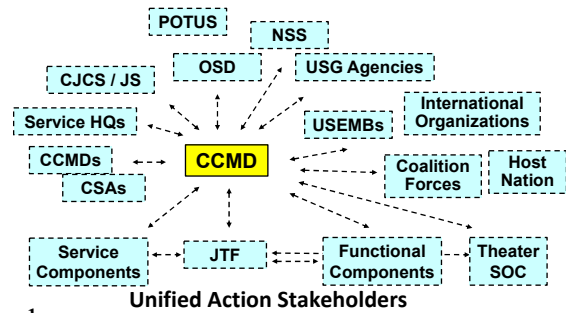 POTUS
NSS
OSD
USG Agencies
CJCS / JS
Service HQs
USEMBs
International
Organizations
CCMDs
CSAs
CCMD
Coalition
Forces
Host
Nation
Service
Components
JTF
Functional
Components
Theater
SOC
Unified Action Stakeholders